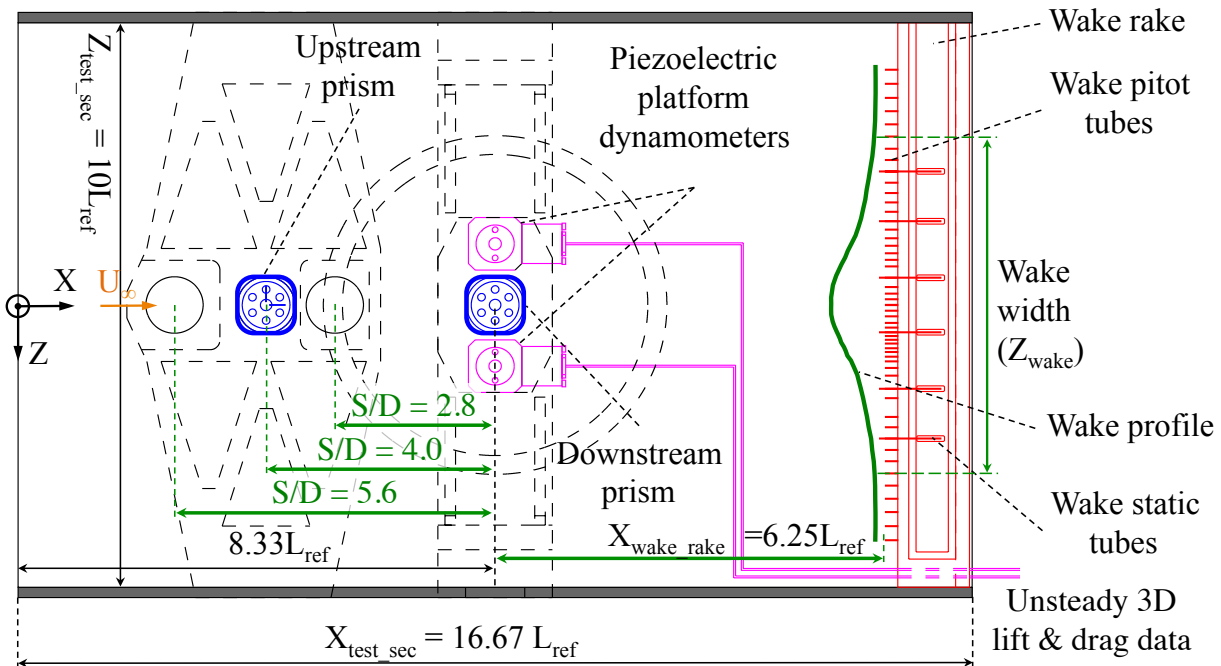 Z_test_sec = 10L_ref
Upstream
prism
Piezoelectric
platform
dynamometers
Wake rake
Wake pitot
tubes
X
U_∞
Z
Wake
width
(Z_wake)
S/D = 2.8
S/D = 4.0
S/D = 5.6
Downstream
prism
Wake profile
Wake static
tubes
8.33L_ref
X_wake_rake =6.25L_ref
Unsteady 3D
lift & drag data
X_test_sec = 16.67 L_ref